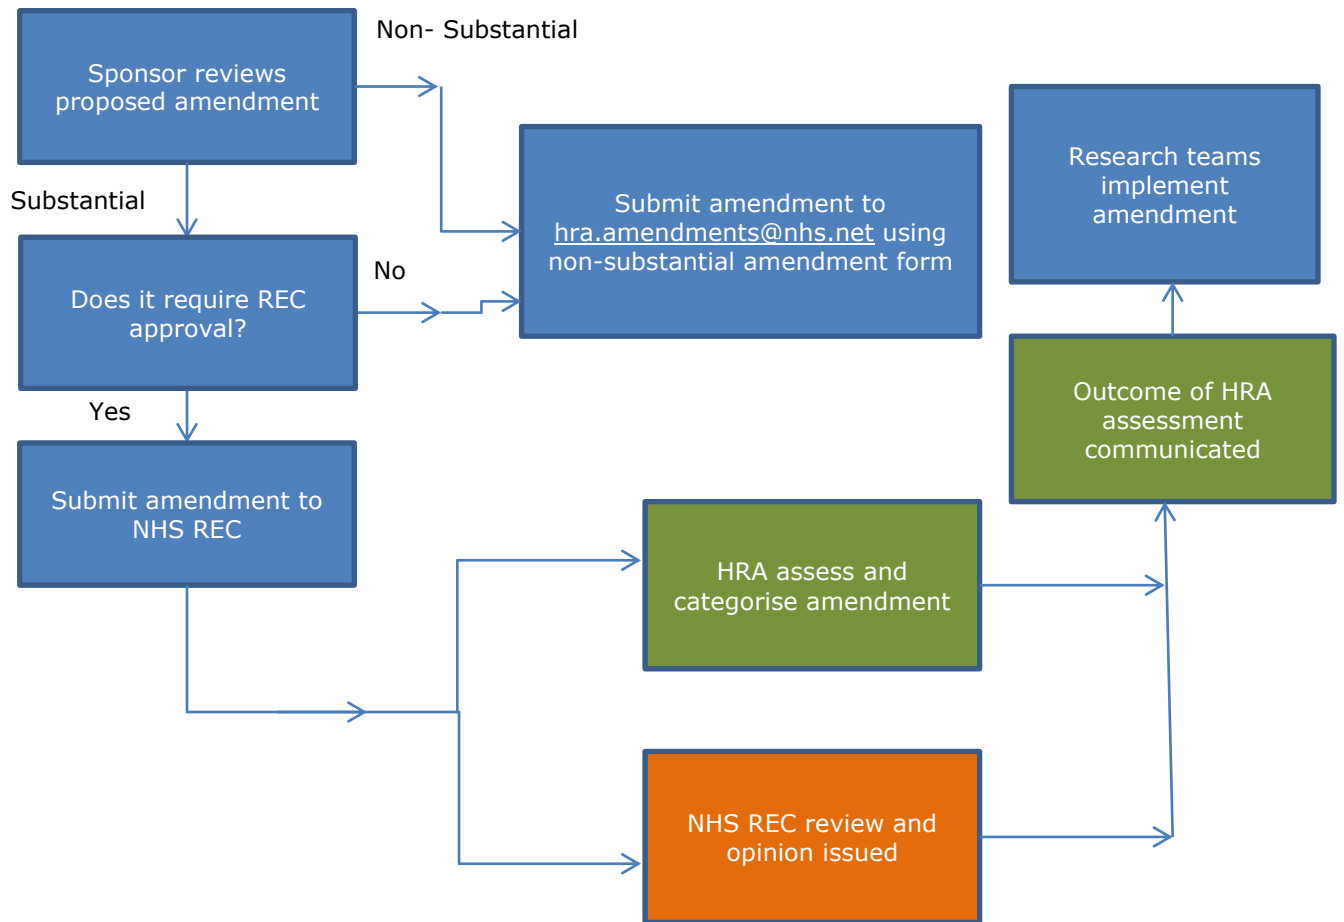 Non- Substantial
Sponsor reviews
proposed amendment
Substantial
Submit amendment to
hra.amendments@nhs.net using
non-substantial amendment form
Research teams
implement
amendment
Does it require REC
approval?
No
Yes
Outcome of HRA
assessment
communicated
Submit amendment to
NHS REC
HRA assess and
categorise amendment
NHS REC review and
opinion issued